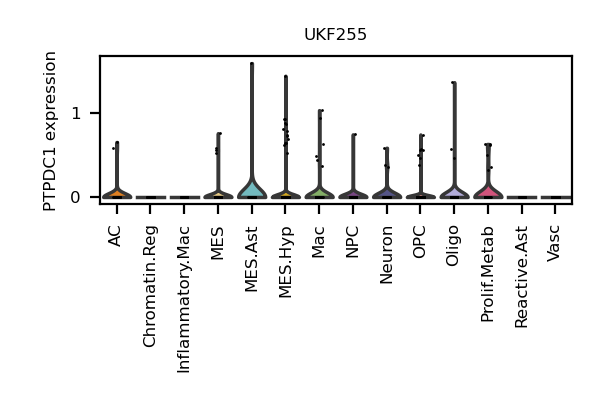 UKF255
PTPDC1 expression
1
0
AC
Chromatin.Reg
Inflammatory.Mac
MES
MES.Ast
MES.Hyp
Mac
NPC
Neuron
OPC
Oligo
Prolif.Metab
Reactive.Ast
Vasc